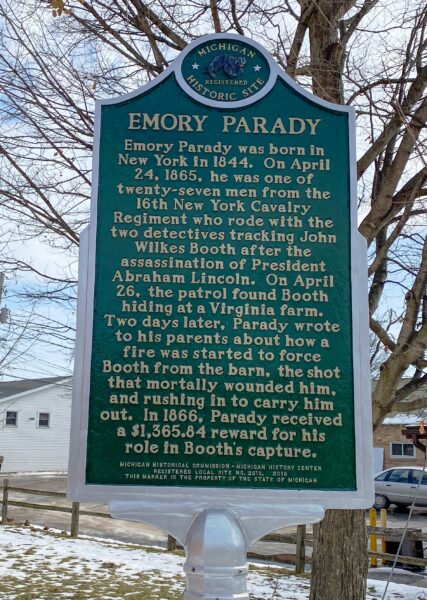 MICHIGAN
REGISTERED
HISTORIC SITE
EMORY PARADY
Emory Parady was born in
New York in 1844. On April
24, 1865, he was one of
twenty-seven men from the
16th New York Cavalry
Regiment who rode with the
two detectives tracking John
Wilkes Booth after the
assassination of President
Abraham Lincoln. On April
26, the patrol found Booth
hiding at a Virginia farm.
Two days later, Parady wrote
to his parents about how a
fire was started to force
Booth from the barn, the shot
that mortally wounded him,
and rushing in to carry him
out. In 1866, Parady received
a $1,365.84 reward for his
role in Booth's capture.
MICHIGAN HISTORICAL COMMISSION - MICHIGAN HISTORY CENTER
REGISTERED LOCAL SITE NO.
THIS MARKER IS THE PROPERTY OF THE STATE OF MICHIGAN